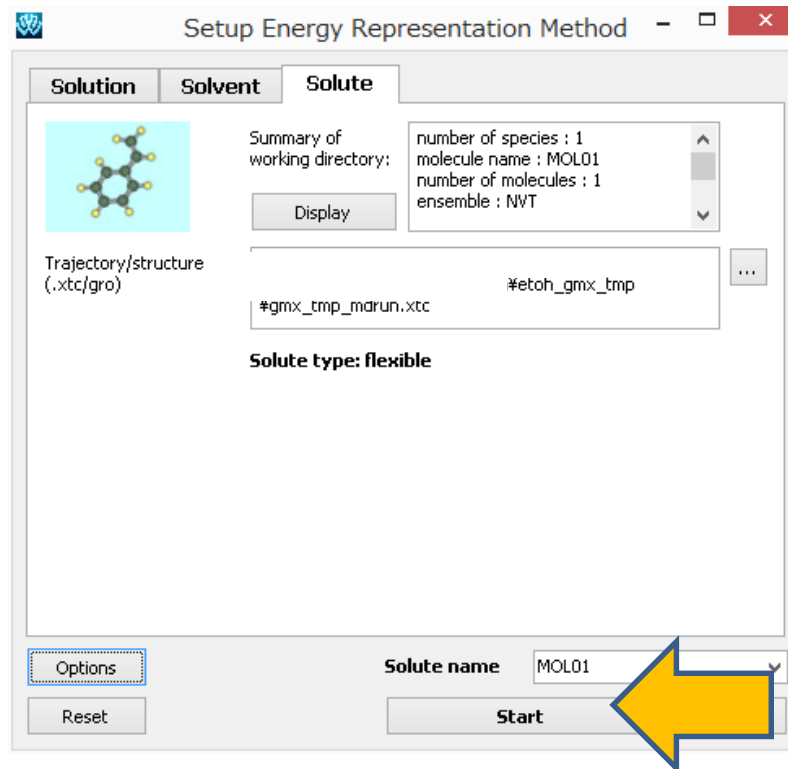 Setup Energy Representation Method
Solution Solvent Solute
Summary of
working directory:
Display
number of species : 1
molecule name : MOL01
number of molecules : 1
ensemble : NVT
Trajectory/structure
(.xtc/gro)
¥etoh_gmx_tmp
¥gmx_tmp_mdrun.xtc
...
Solute type: flexible
Options
Solute name
MOL01
Reset
Start